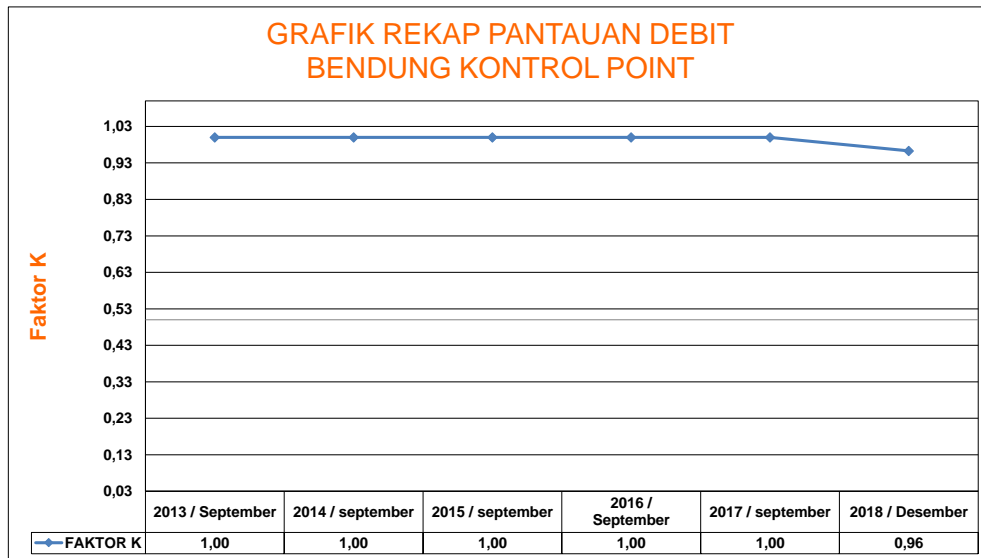 GRAFIK REKAP PANTAUAN DEBIT
BENDUNG KONTROL POINT
Faktor K
1,03
0,93
0,83
0,73
0,63
0,53
0,43
0,33
0,23
0,13
0,03
2013 / September 2014 / september 2015 / september 2016 / September 2017 / september 2018 / Desember
FAKTOR K 1,00 1,00 1,00 1,00 1,00 0,96